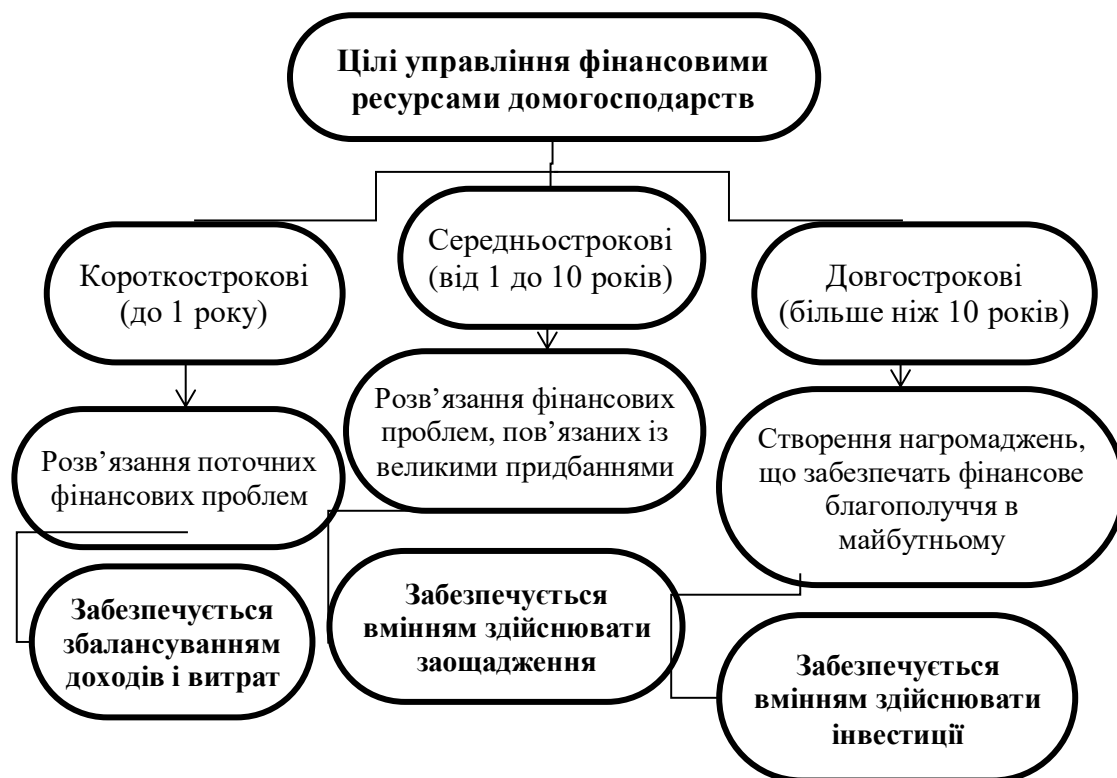 Цілі управління фінансовими
ресурсами домогосподарств
Короткострокові
(до 1 року)
Середньострокові
(від 1 до 10 років)
Довгострокові
(більше ніж 10 років)
Розв’язання поточних
фінансових проблем
Розв’язання фінансових
проблем, пов’язаних із
великими придбаннями
Створення нагромаджень,
що забезпечать фінансове
благополуччя в
майбутньому
Забезпечується
збалансуванням
доходів і витрат
Забезпечується
вмінням здійснювати
заощадження
Забезпечується
вмінням здійснювати
інвестиції